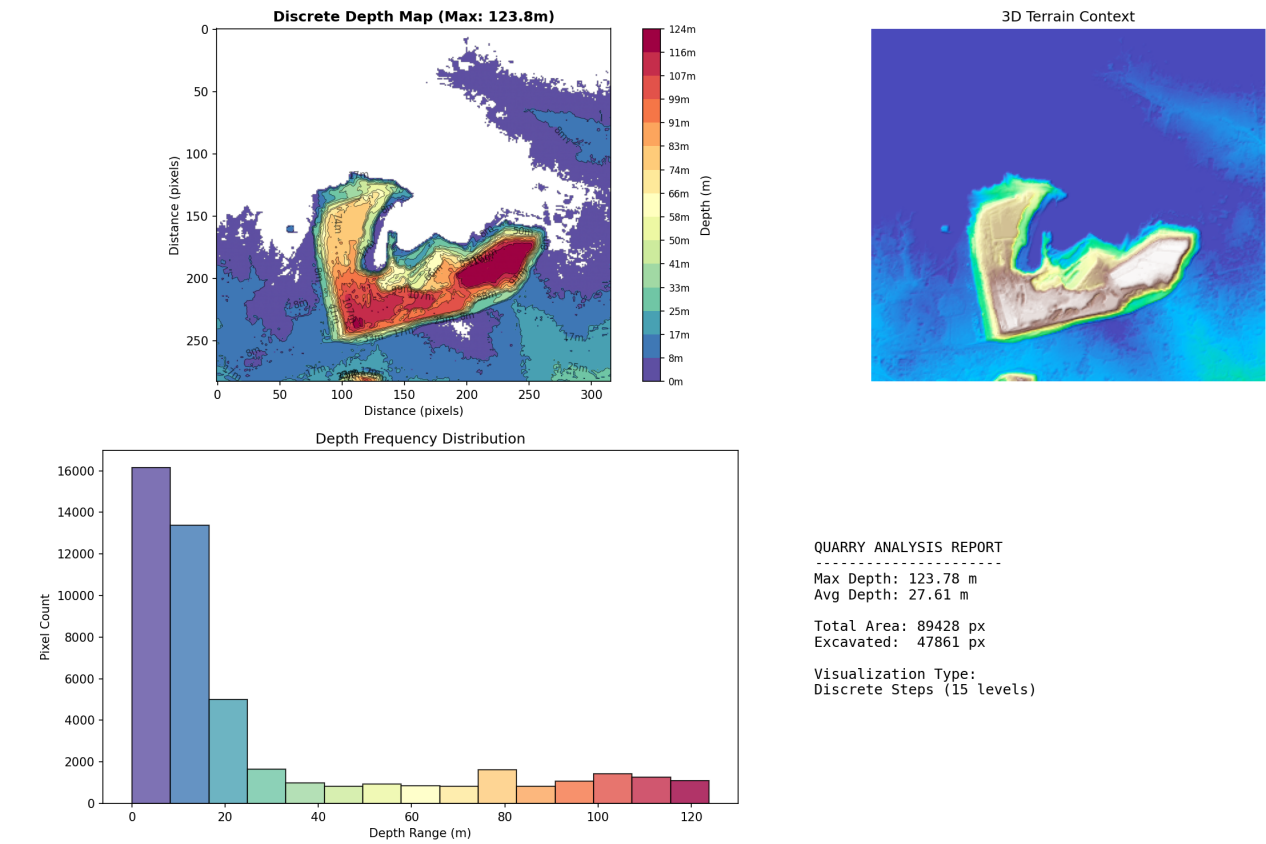 Discrete Depth Map (Max: 123.8m)
0
50
100
150
200
250
Distance (pixels)
0
50
100
150
200
250
300
Distance (pixels)
124m
116m
107m
99m
91m
83m
74m
66m
58m
50m
41m
33m
25m
17m
8m
0m
Depth (m)
3D Terrain Context
Depth Frequency Distribution
16000
14000
12000
10000
8000
6000
4000
2000
0
Pixel Count
0
20
40
60
80
100
120
Depth Range (m)
QUARRY ANALYSIS REPORT
----------------------
Max Depth: 123.78 m
Avg Depth: 27.61 m
Total Area: 89428 px
Excavated:  47861 px
Visualization Type:
Discrete Steps (15 levels)